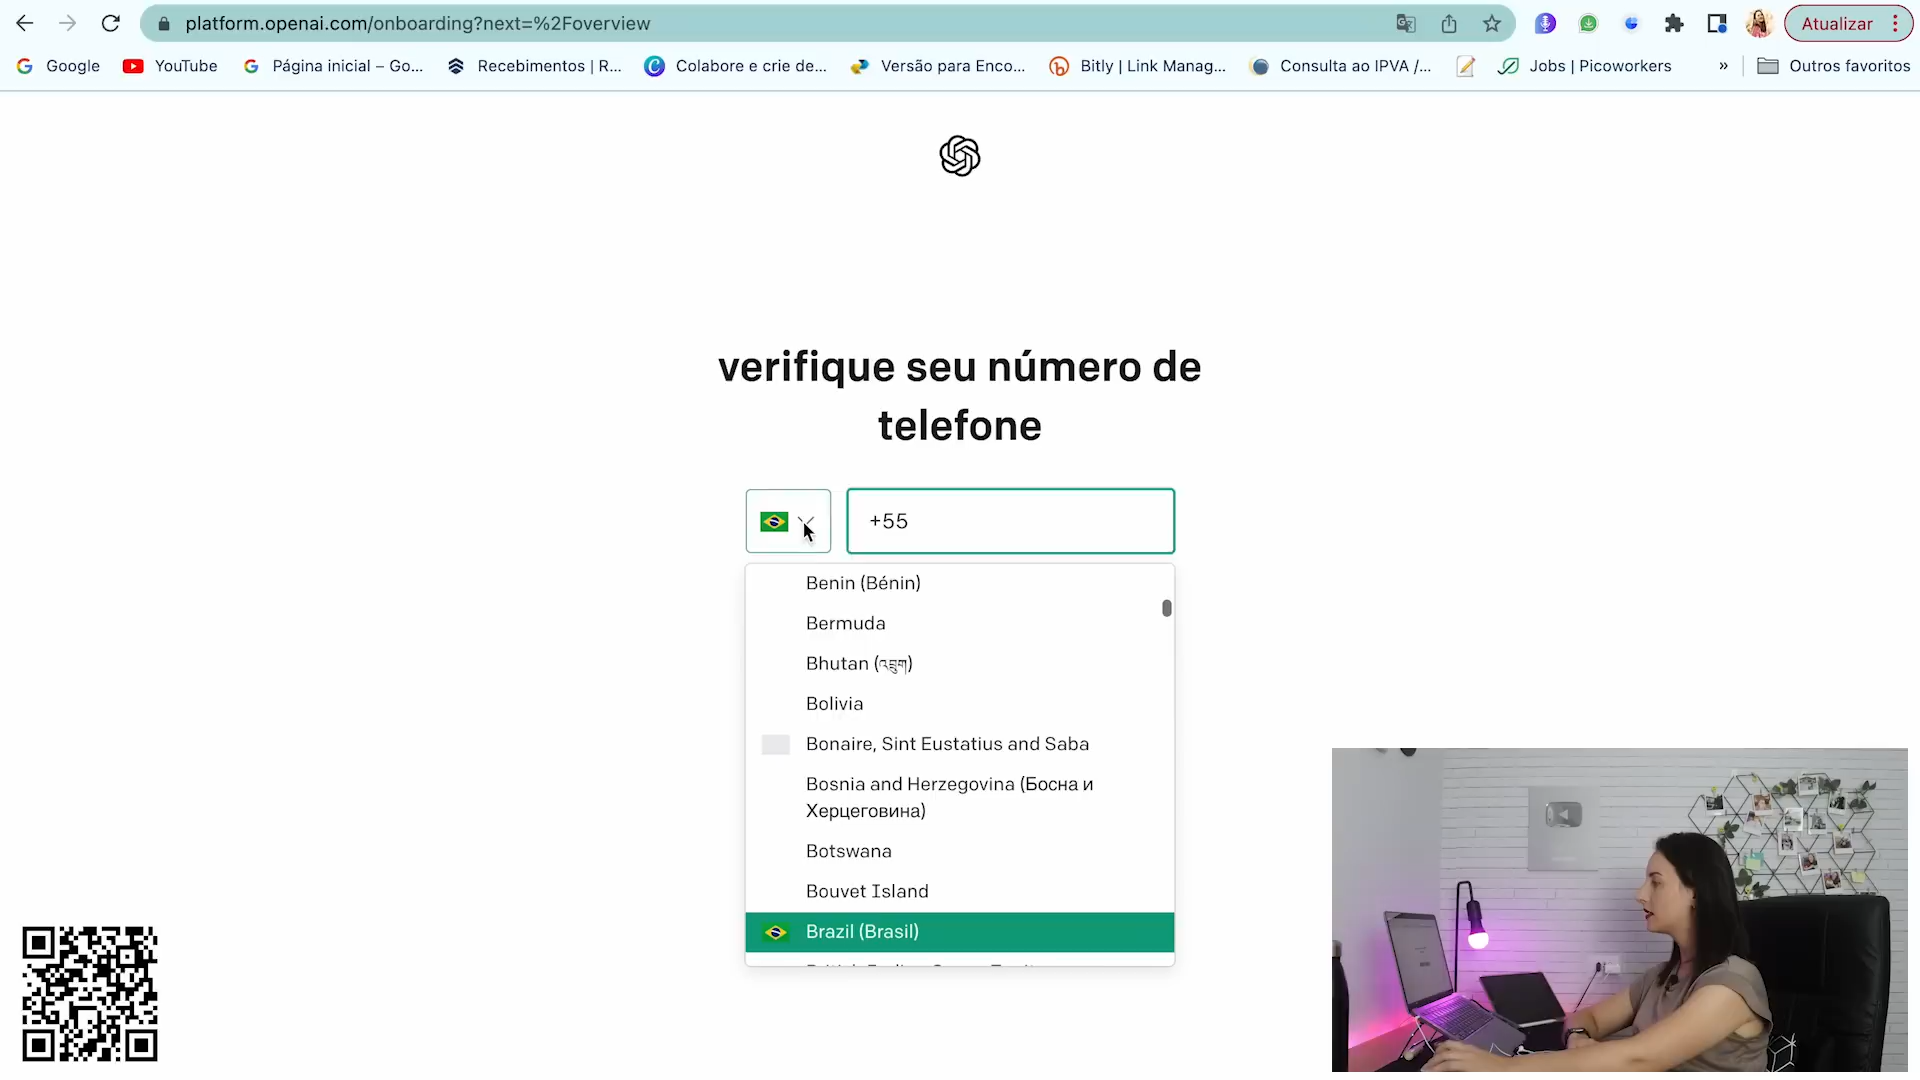 platform.openai.com/onboarding?next=%2Foverview
Atualizar
Google
YouTube
Página inicial – Go...
Recebimentos | R...
Colabore e crie de...
Versão para Enco...
Bitly | Link Manag...
Consulta ao IPVA /...
Jobs | Picoworkers
»
Outros favoritos
verifique seu número de
telefone
+55
Benin (Bénin)
Bermuda
Bhutan (འབྲུག)
Bolivia
Bonaire, Sint Eustatius and Saba
Bosnia and Herzegovina (Босна и
Херцеговина)
Botswana
Bouvet Island
Brazil (Brasil)